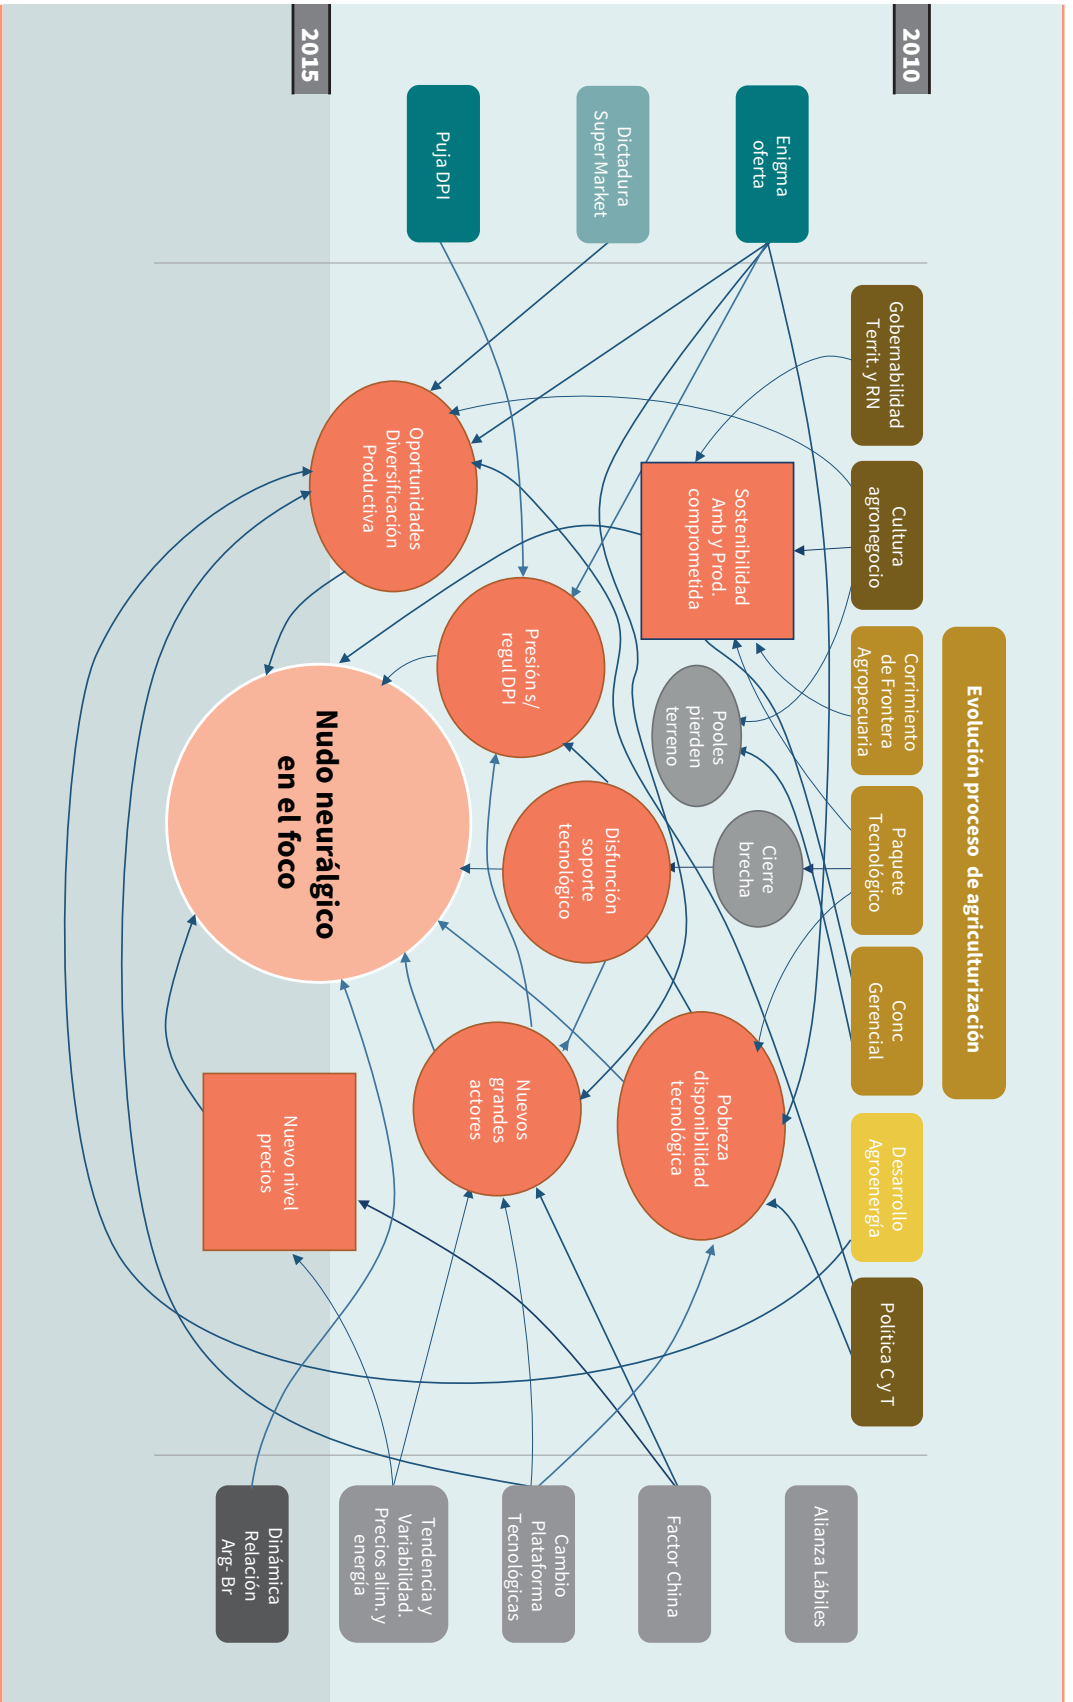 Evolución proceso de agriculturización
2010
Gobernabilidad
Territ. y RN
Cultura
agronegocio
Corrimiento
de Frontera
Agropecuaria
Paquete
Tecnológico
Conc
Gerencial
Desarrollo
Agroenergía
Política C y T
Enigma
oferta
Dictadura
Super Market
Puja DPI
Sostenibilidad
Amb y Prod.
comprometida
Pooles
pierden
terreno
Cierre
brecha
Pobreza
disponibilidad
tecnológica
Alianza Lábiles
Factor China
Disfunción
soporte
tecnológico
Presión s/
regul DPI
Nuevos
grandes
actores
Cambio
Plataforma
Tecnológicas
Oportunidades
Diversificación
Productiva
Tendencia y
Variabilidad.
Precios alim. y
energía
2015
Nudo neurálgico
en el foco
Nuevo nivel
precios
Dinámica
Relación
Arg- Br